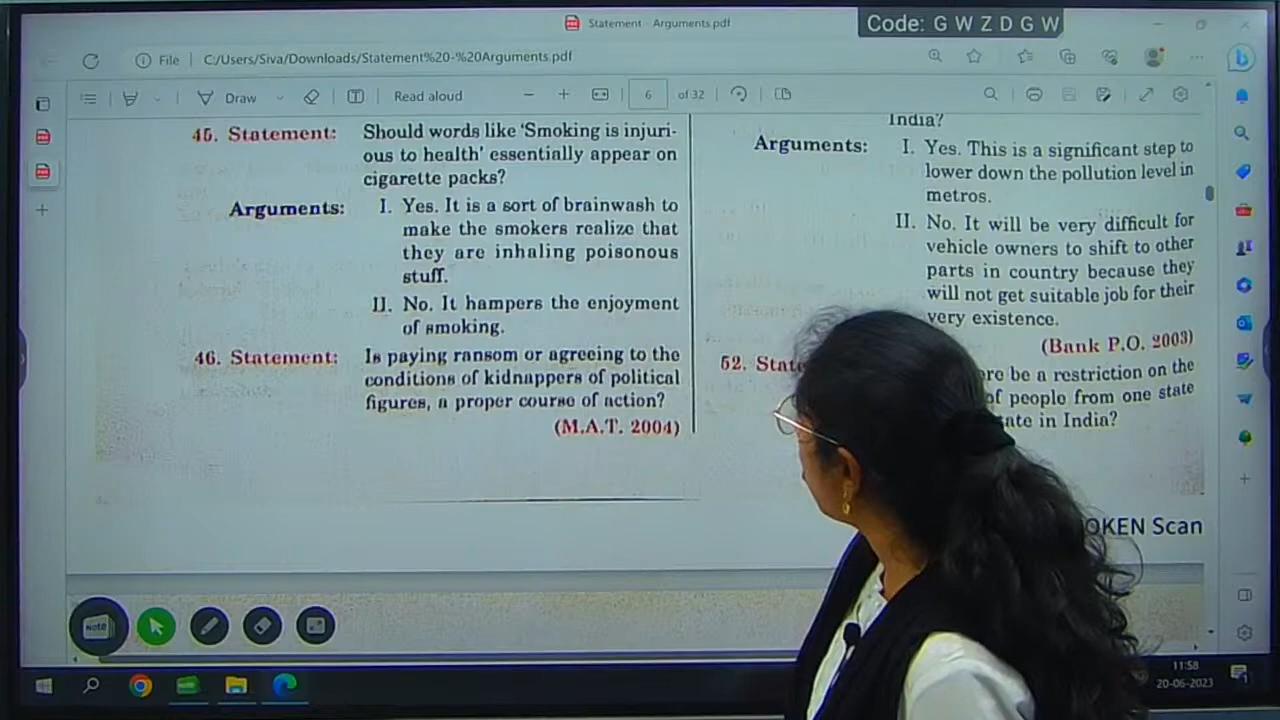 Statement - Arguments.pdf
Code: G W Z D G W
File
C:/Users/Siva/Downloads/Statement%20-%20Arguments.pdf
Draw
Read aloud
6
of 32
45. Statement: Should words like 'Smoking is injuri-
ous to health' essentially appear on
cigarette packs?
Arguments: I. Yes. It is a sort of brainwash to
make the smokers realize that
they are inhaling poisonous
stuff.
II. No. It hampers the enjoyment
of smoking.
46. Statement: Is paying ransom or agreeing to the
conditions of kidnappers of political
figures, a proper course of action?
(M.A.T. 2004)
India?
Arguments: I. Yes. This is a significant step to
lower down the pollution level in
metros.
II. No. It will be very difficult for
vehicle owners to shift to other
parts in country because they
will not get suitable job for their
very existence.
(Bank P.O. 2003)
52. State
be a restriction on the
of people from one state
in India?
OKEN Scan
Note
11:58
20-06-2023